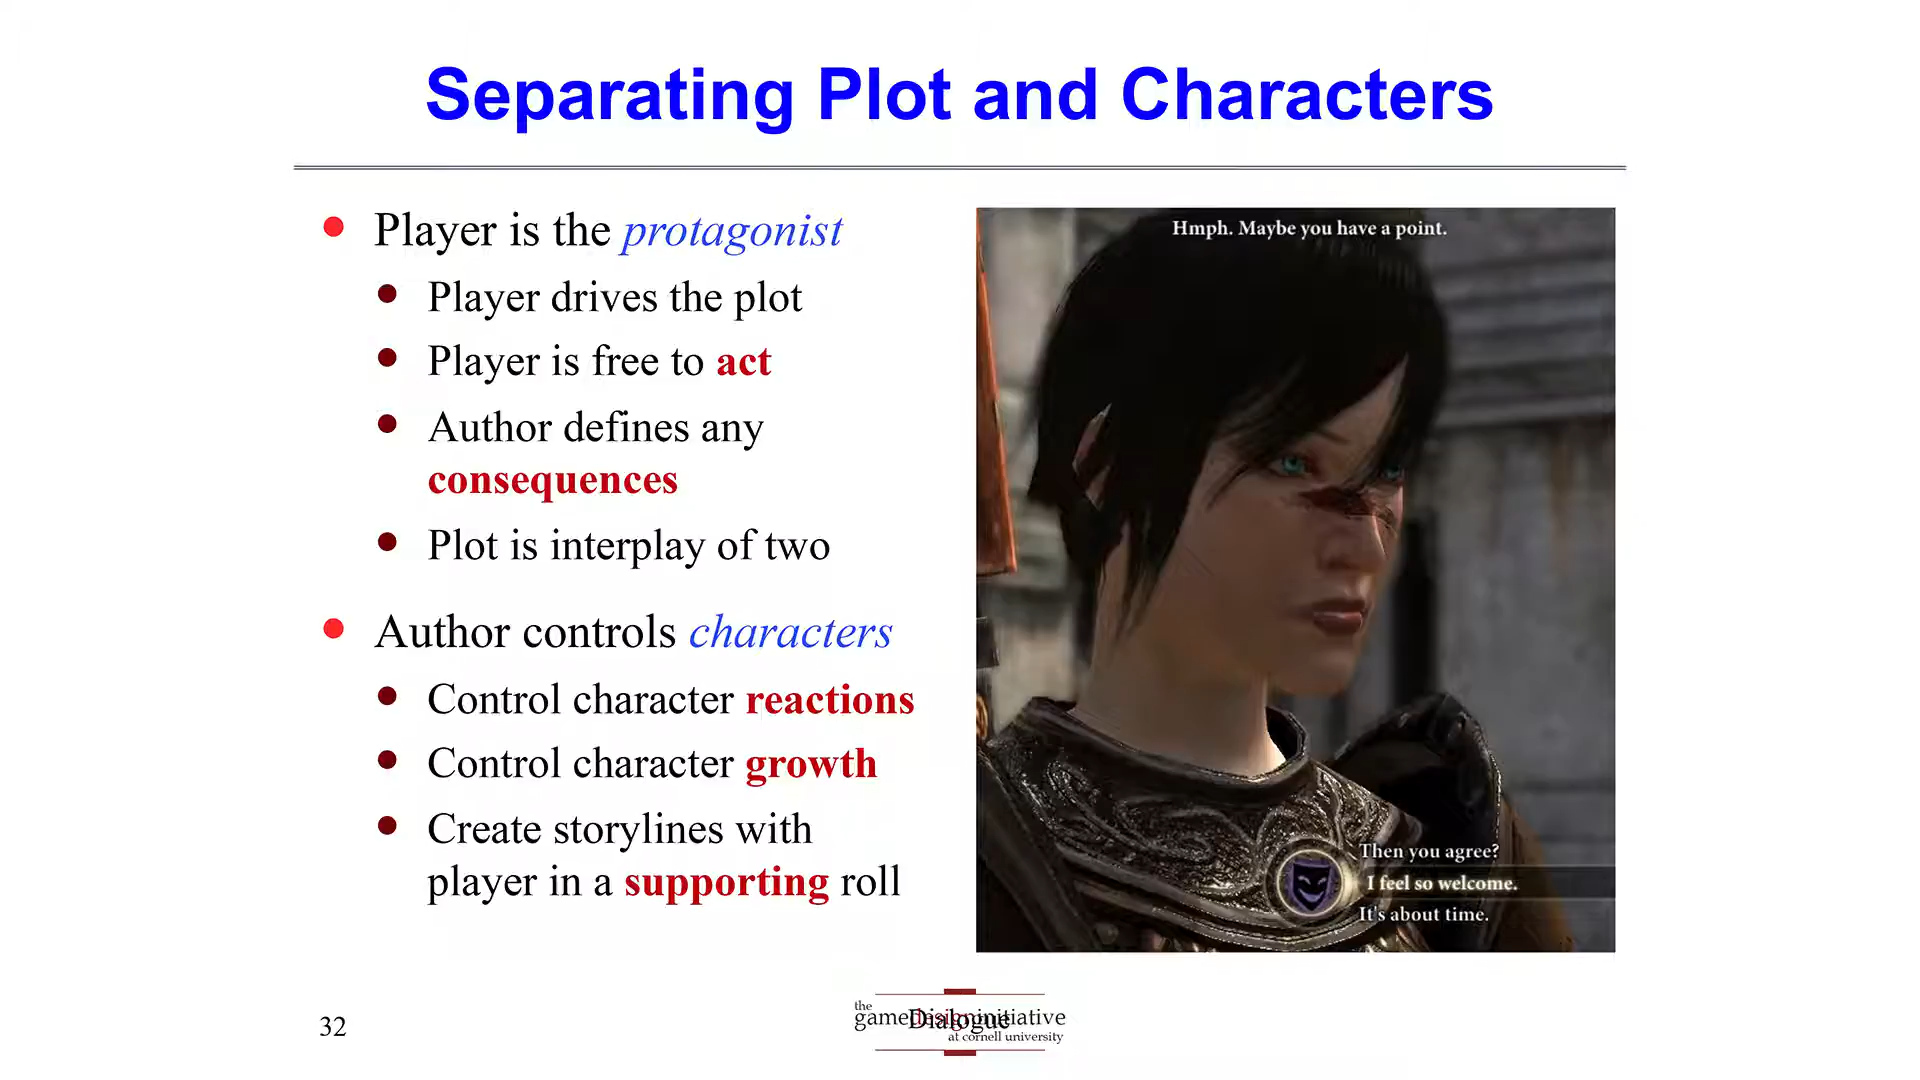 Separating Plot and Characters
Player is the protagonist
Player drives the plot
Player is free to act
Author defines any
consequences
Plot is interplay of two
Author controls characters
Control character reactions
Control character growth
Create storylines with
player in a supporting roll
Hmph. Maybe you have a point.
Then you agree?
I feel so welcome.
It's about time.
32
the
gamedesigninitiative
Dialogue
at cornell university